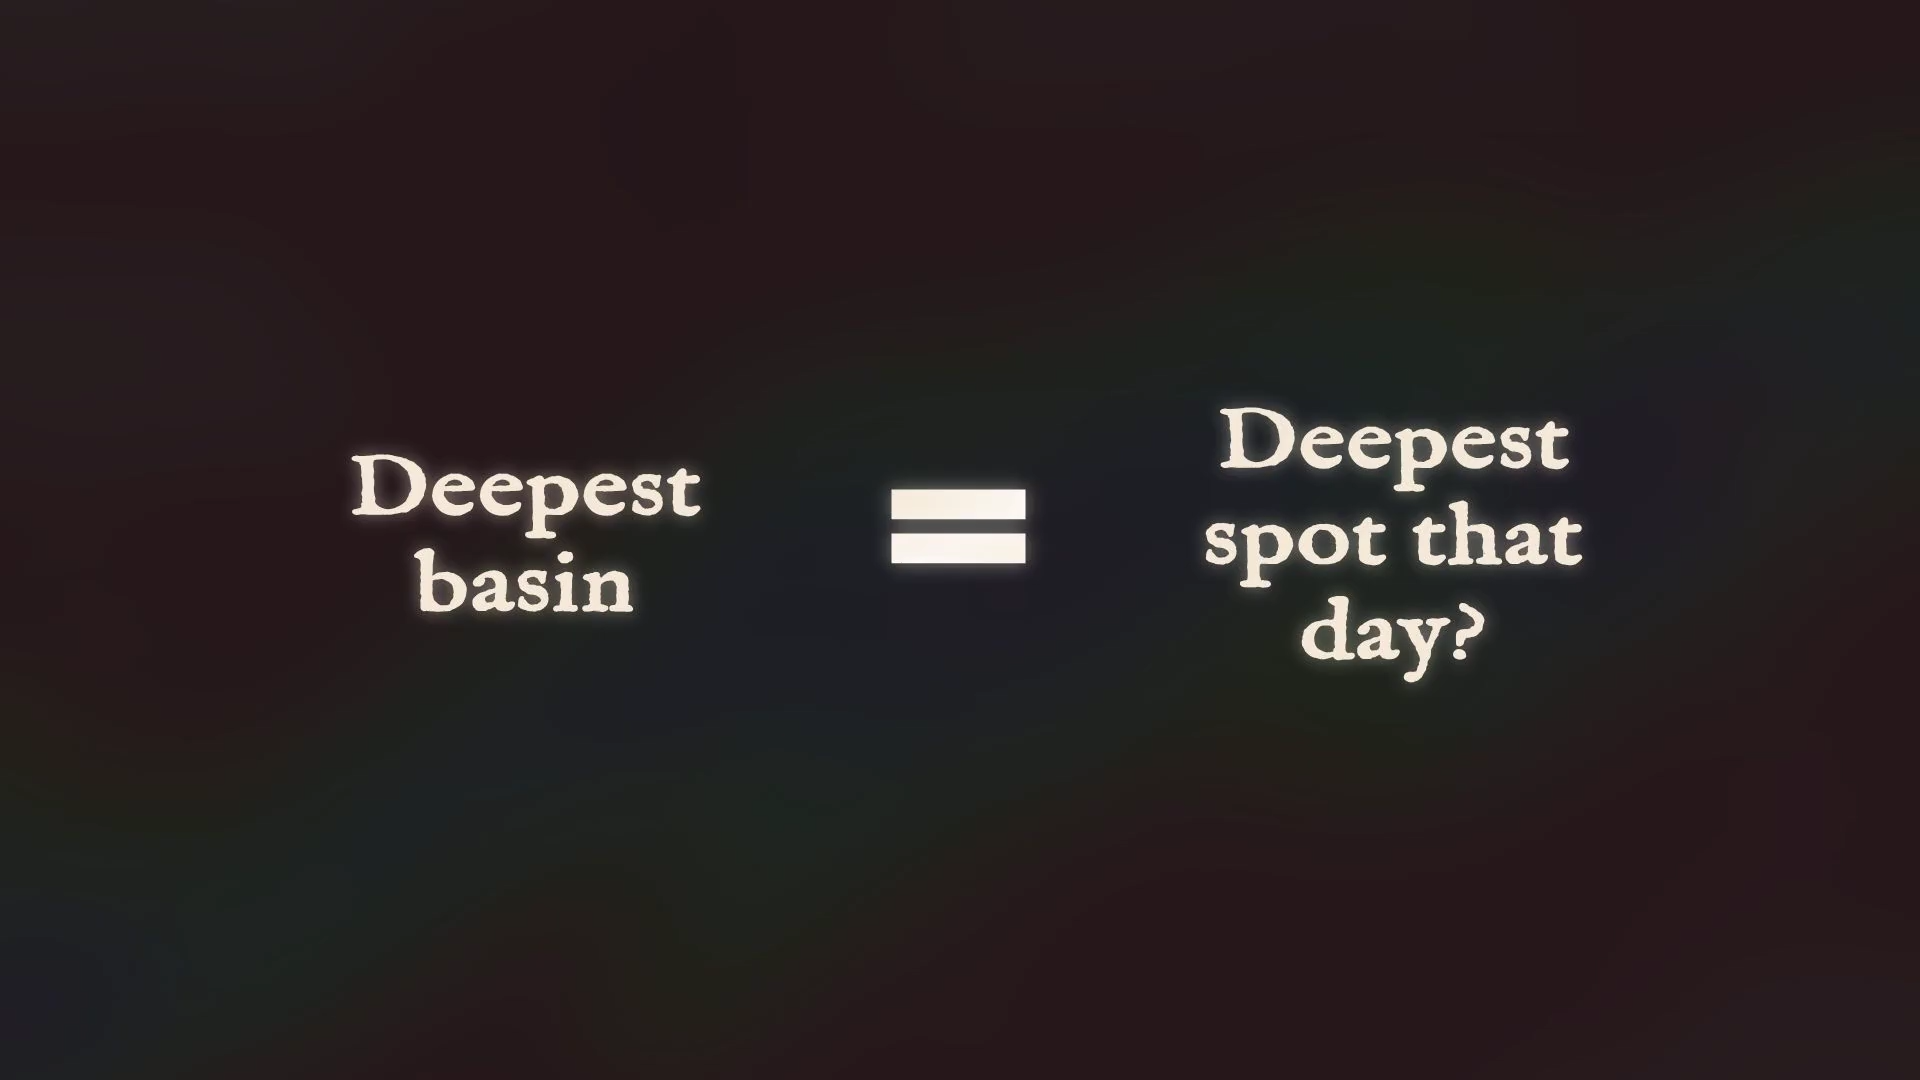 Deepest
basin
=
Deepest
spot that
day?